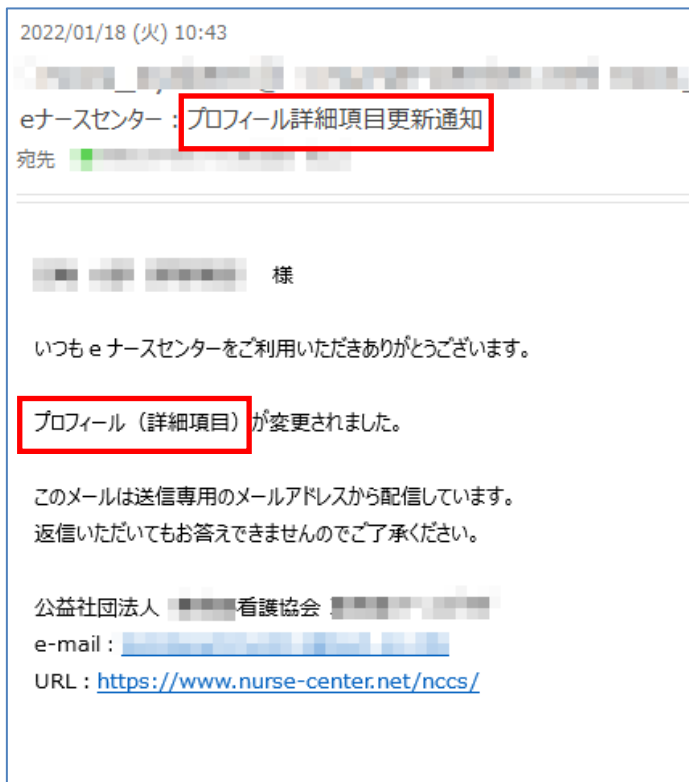 2022/01/18 (火) 10:43
eナースセンター：プロフィール詳細項目更新通知
宛先
様
いつもｅナースセンターをご利用いただきありがとうございます。
プロフィール（詳細項目）が変更されました。
このメールは送信専用のメールアドレスから配信しています。
返信いただいてもお答えできませんのでご了承ください。
公益社団法人 看護協会
e-mail：
URL：https://www.nurse-center.net/nccs/